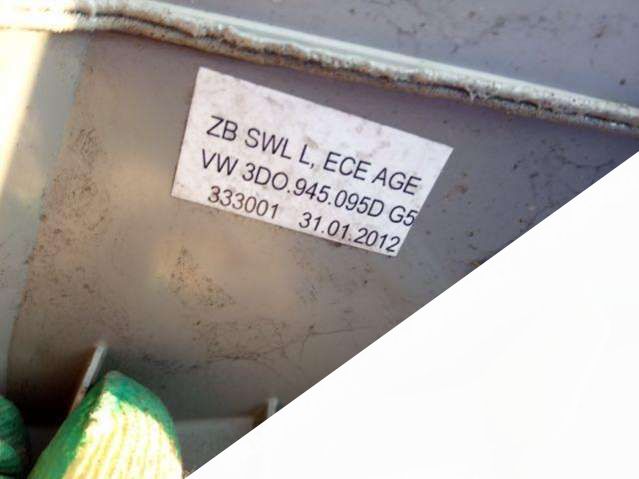 ZB SWL L, ECE AGE
VW 3DO.945.095D G5
333001 31.01.2012